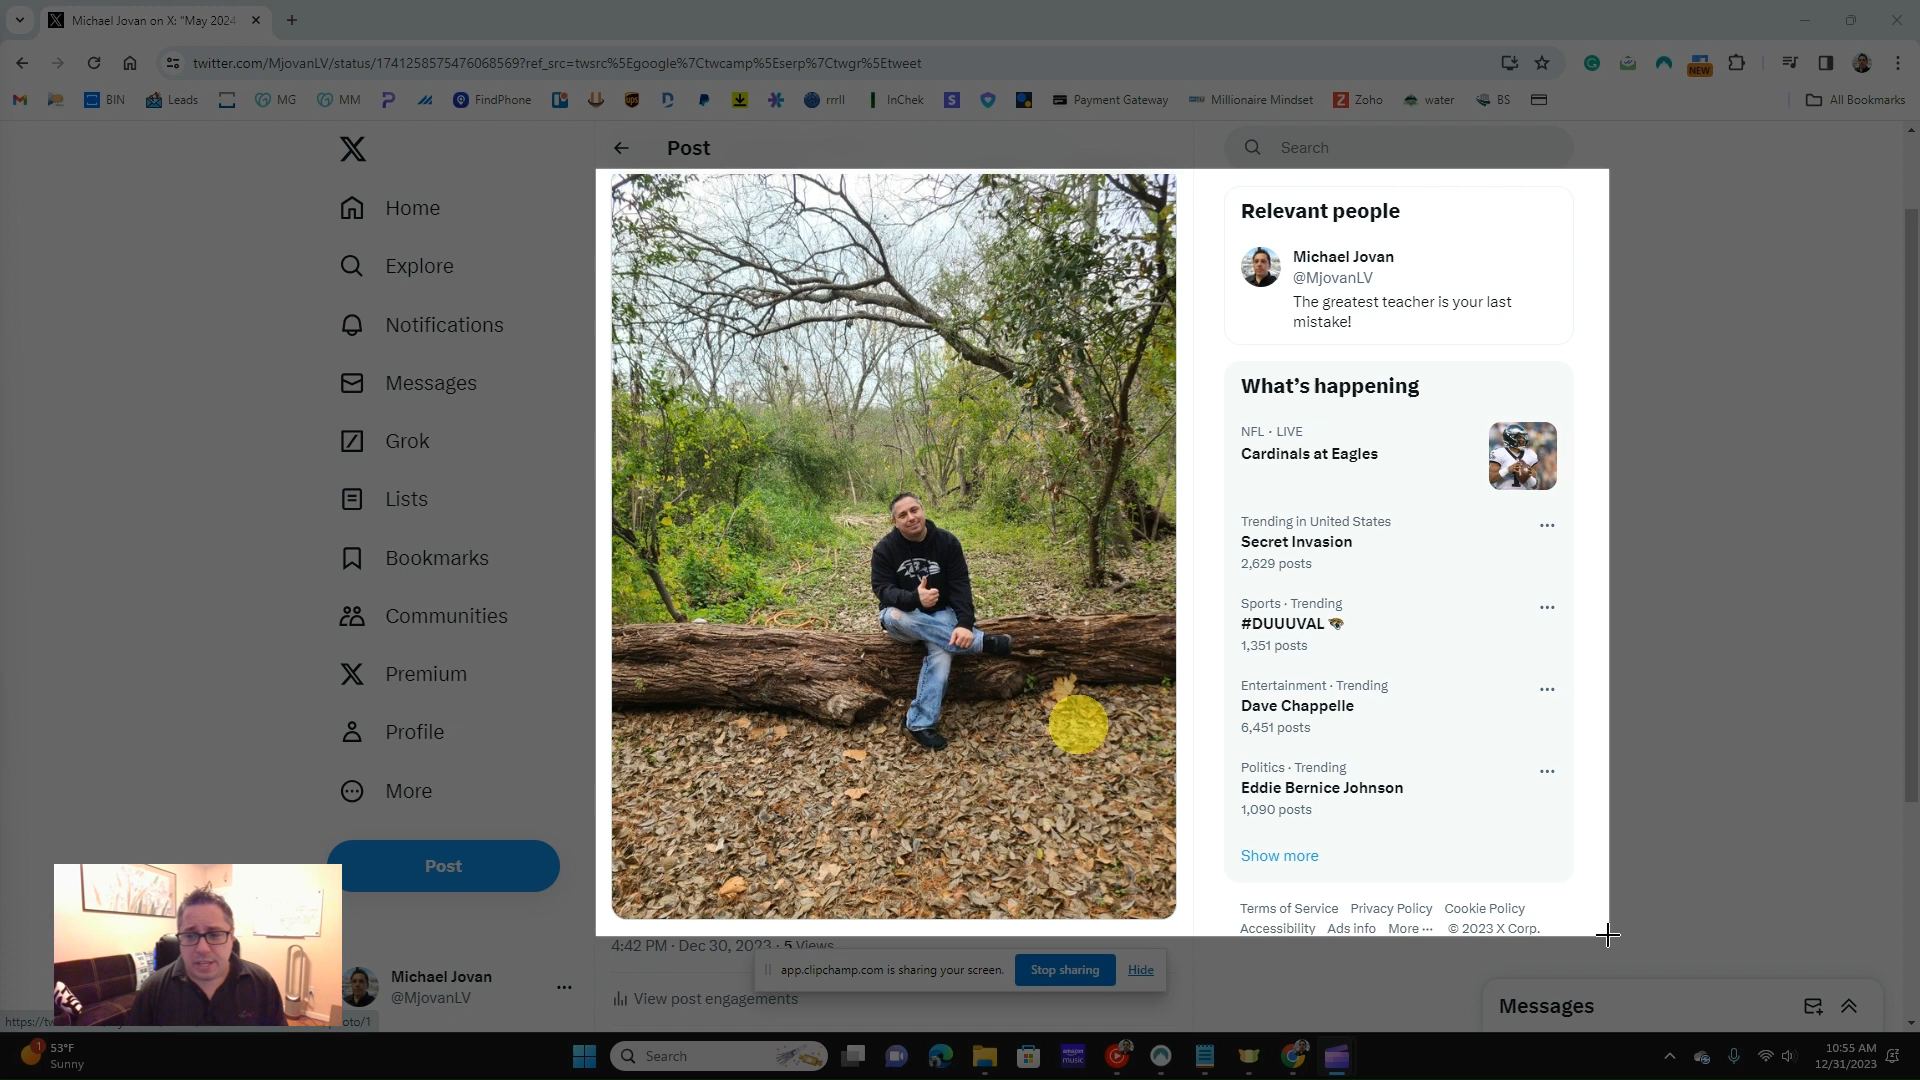 Michael Jovan on X: "May 2024
twitter.com/MjovanLV/status/1741258575476068569?ref_src=twsrc%5Egoogle%7Ctwcamp%5Eserp%7Ctwgr%5Etweet
NEW
BIN
Leads
MG
MM
FindPhone
ups
rrrll
InChek
Payment Gateway
Millionaire Mindset
Zoho
water
BS
All Bookmarks
Home
Explore
Notifications
Messages
Grok
Lists
Bookmarks
Communities
Premium
Profile
More
Post
Michael Jovan
@MjovanLV
Post
4:42 PM · Dec 30, 2023 · 5 Views
View post engagements
app.clipchamp.com is sharing your screen.
Stop sharing
Hide
Search
Relevant people
Michael Jovan
@MjovanLV
The greatest teacher is your last
mistake!
What's happening
NFL · LIVE
Cardinals at Eagles
Trending in United States
Secret Invasion
2,629 posts
Sports · Trending
#DUUUVAL
1,351 posts
Entertainment · Trending
Dave Chappelle
6,451 posts
Politics · Trending
Eddie Bernice Johnson
1,090 posts
Show more
Terms of Service Privacy Policy Cookie Policy
Accessibility Ads info More ··· © 2023 X Corp.
Messages
1
53°F
Sunny
Search
amazon music
10:55 AM
12/31/2023